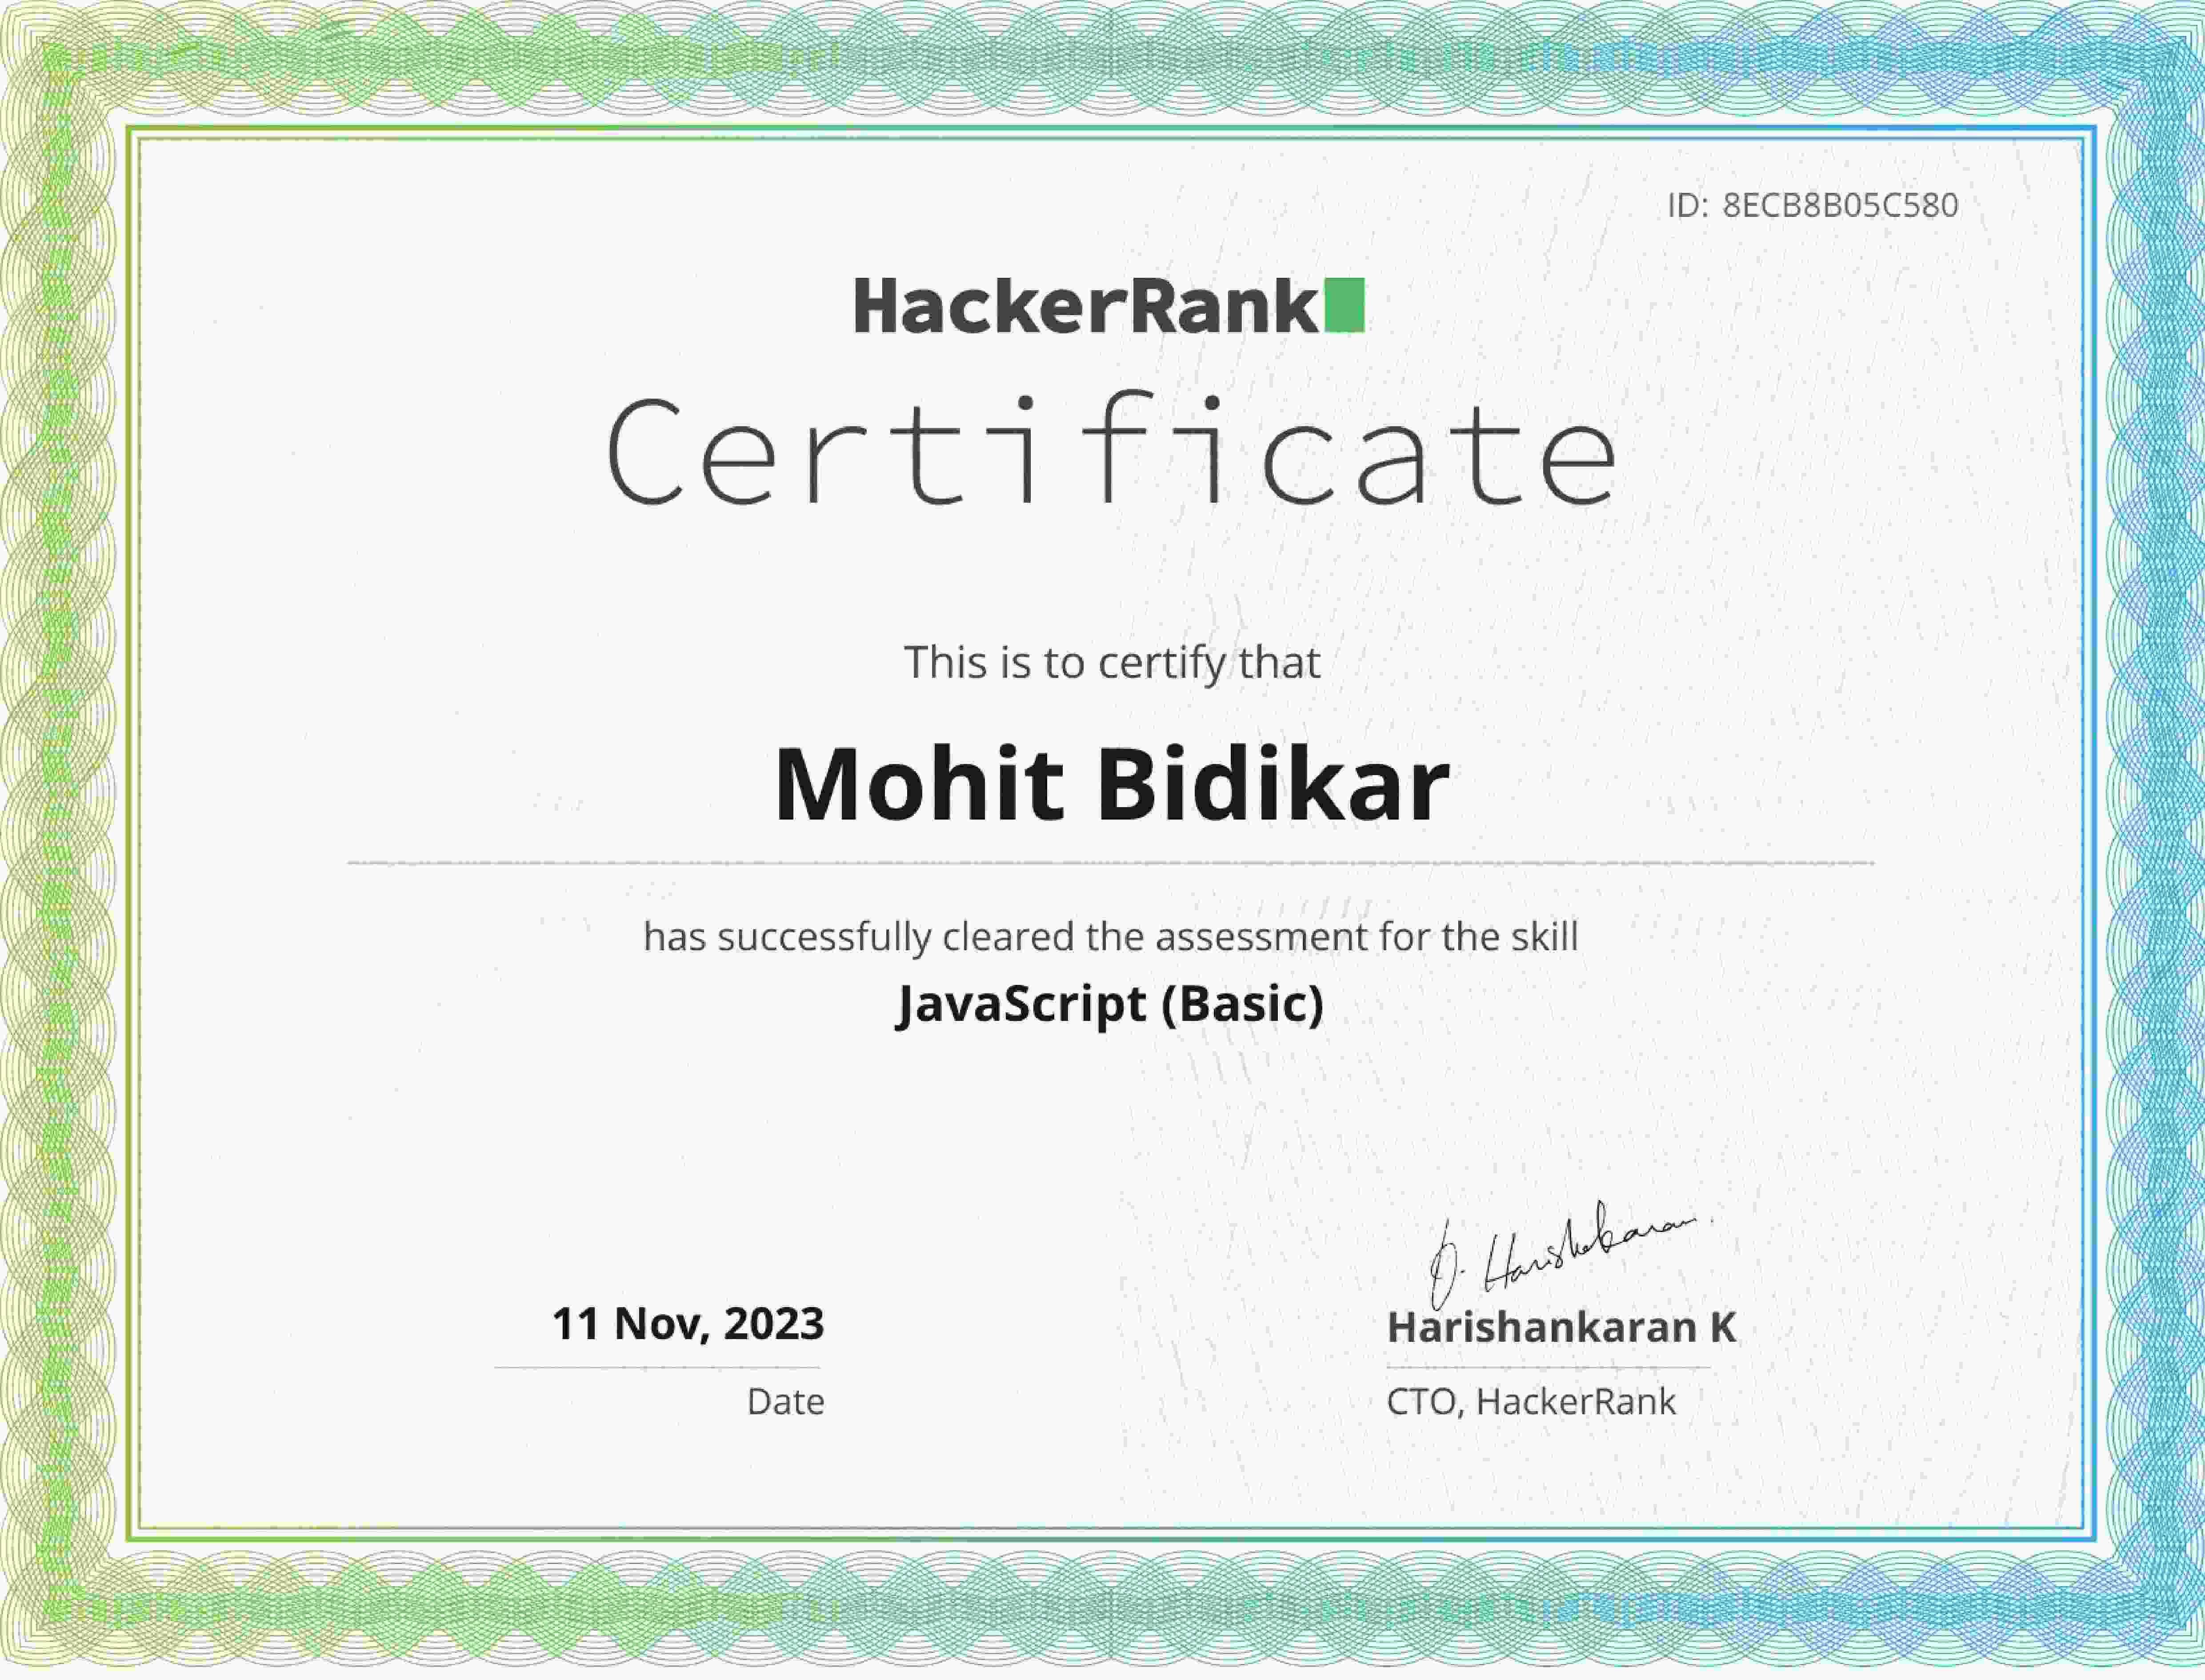 ID: 8ECB8B05C580
HackerRank
Certificate
This is to certify that
Mohit Bidikar
has successfully cleared the assessment for the skill
JavaScript (Basic)
11 Nov, 2023
Date
Harishankaran K
CTO, HackerRank